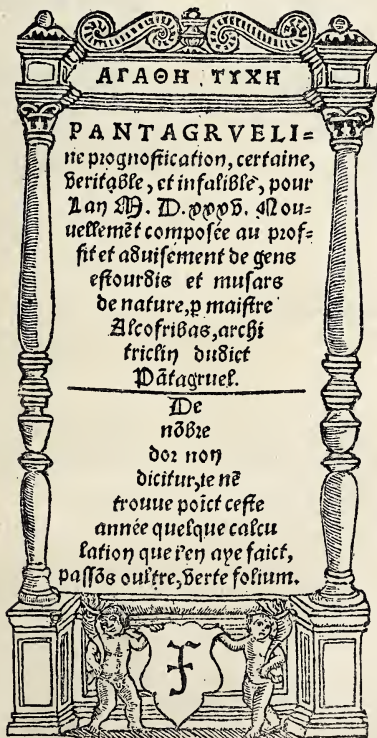 ΑΓΑΘΗ ΤΥΧΗ
PANTAGRVELI=
ne prognostication, certaine,
veritable, et infalible, pour
Lan M. D. xxxv. Nou=
uellemẽt composée au prof=
fit et aduisement de gens
estourdis et musars
de nature, p maistre
Alcofribas, archi
triclin dudict
Pãtagruel.
De
nõbre
dor non
dicitur, ie nẽ
trouue poĩct ceste
année quelque calcu
lation que i'en aye faict,
passõs oultre, verte folium.
F